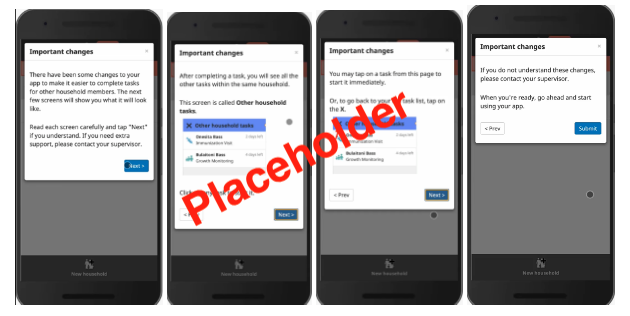 Important changes ×
There have been some changes to your
app to make it easier to complete tasks
for other household members. The next
few screens will show you what it will look
like.
Read each screen carefully and tap "Next"
if you understand. If you need extra
support, please contact your supervisor.
Next >
New household
Important changes ×
After completing a task, you will see all the
other tasks within the same household.
This screen is called Other household
tasks.
× Other household tasks
Bass
Immunisation Visit
Bulaitoni Bass
Growth Monitoring
Next >
New household
Important changes ×
You may tap on a task from this page to
start it immediately.
Or, to go back to your task list, tap on
the X.
Bulaitoni Bass
Growth Monitoring
< Prev
Next >
New household
Important changes ×
If you do not understand these changes,
please contact your supervisor.
When you're ready, go ahead and start
using your app.
< Prev
Submit
New household
Placeholder